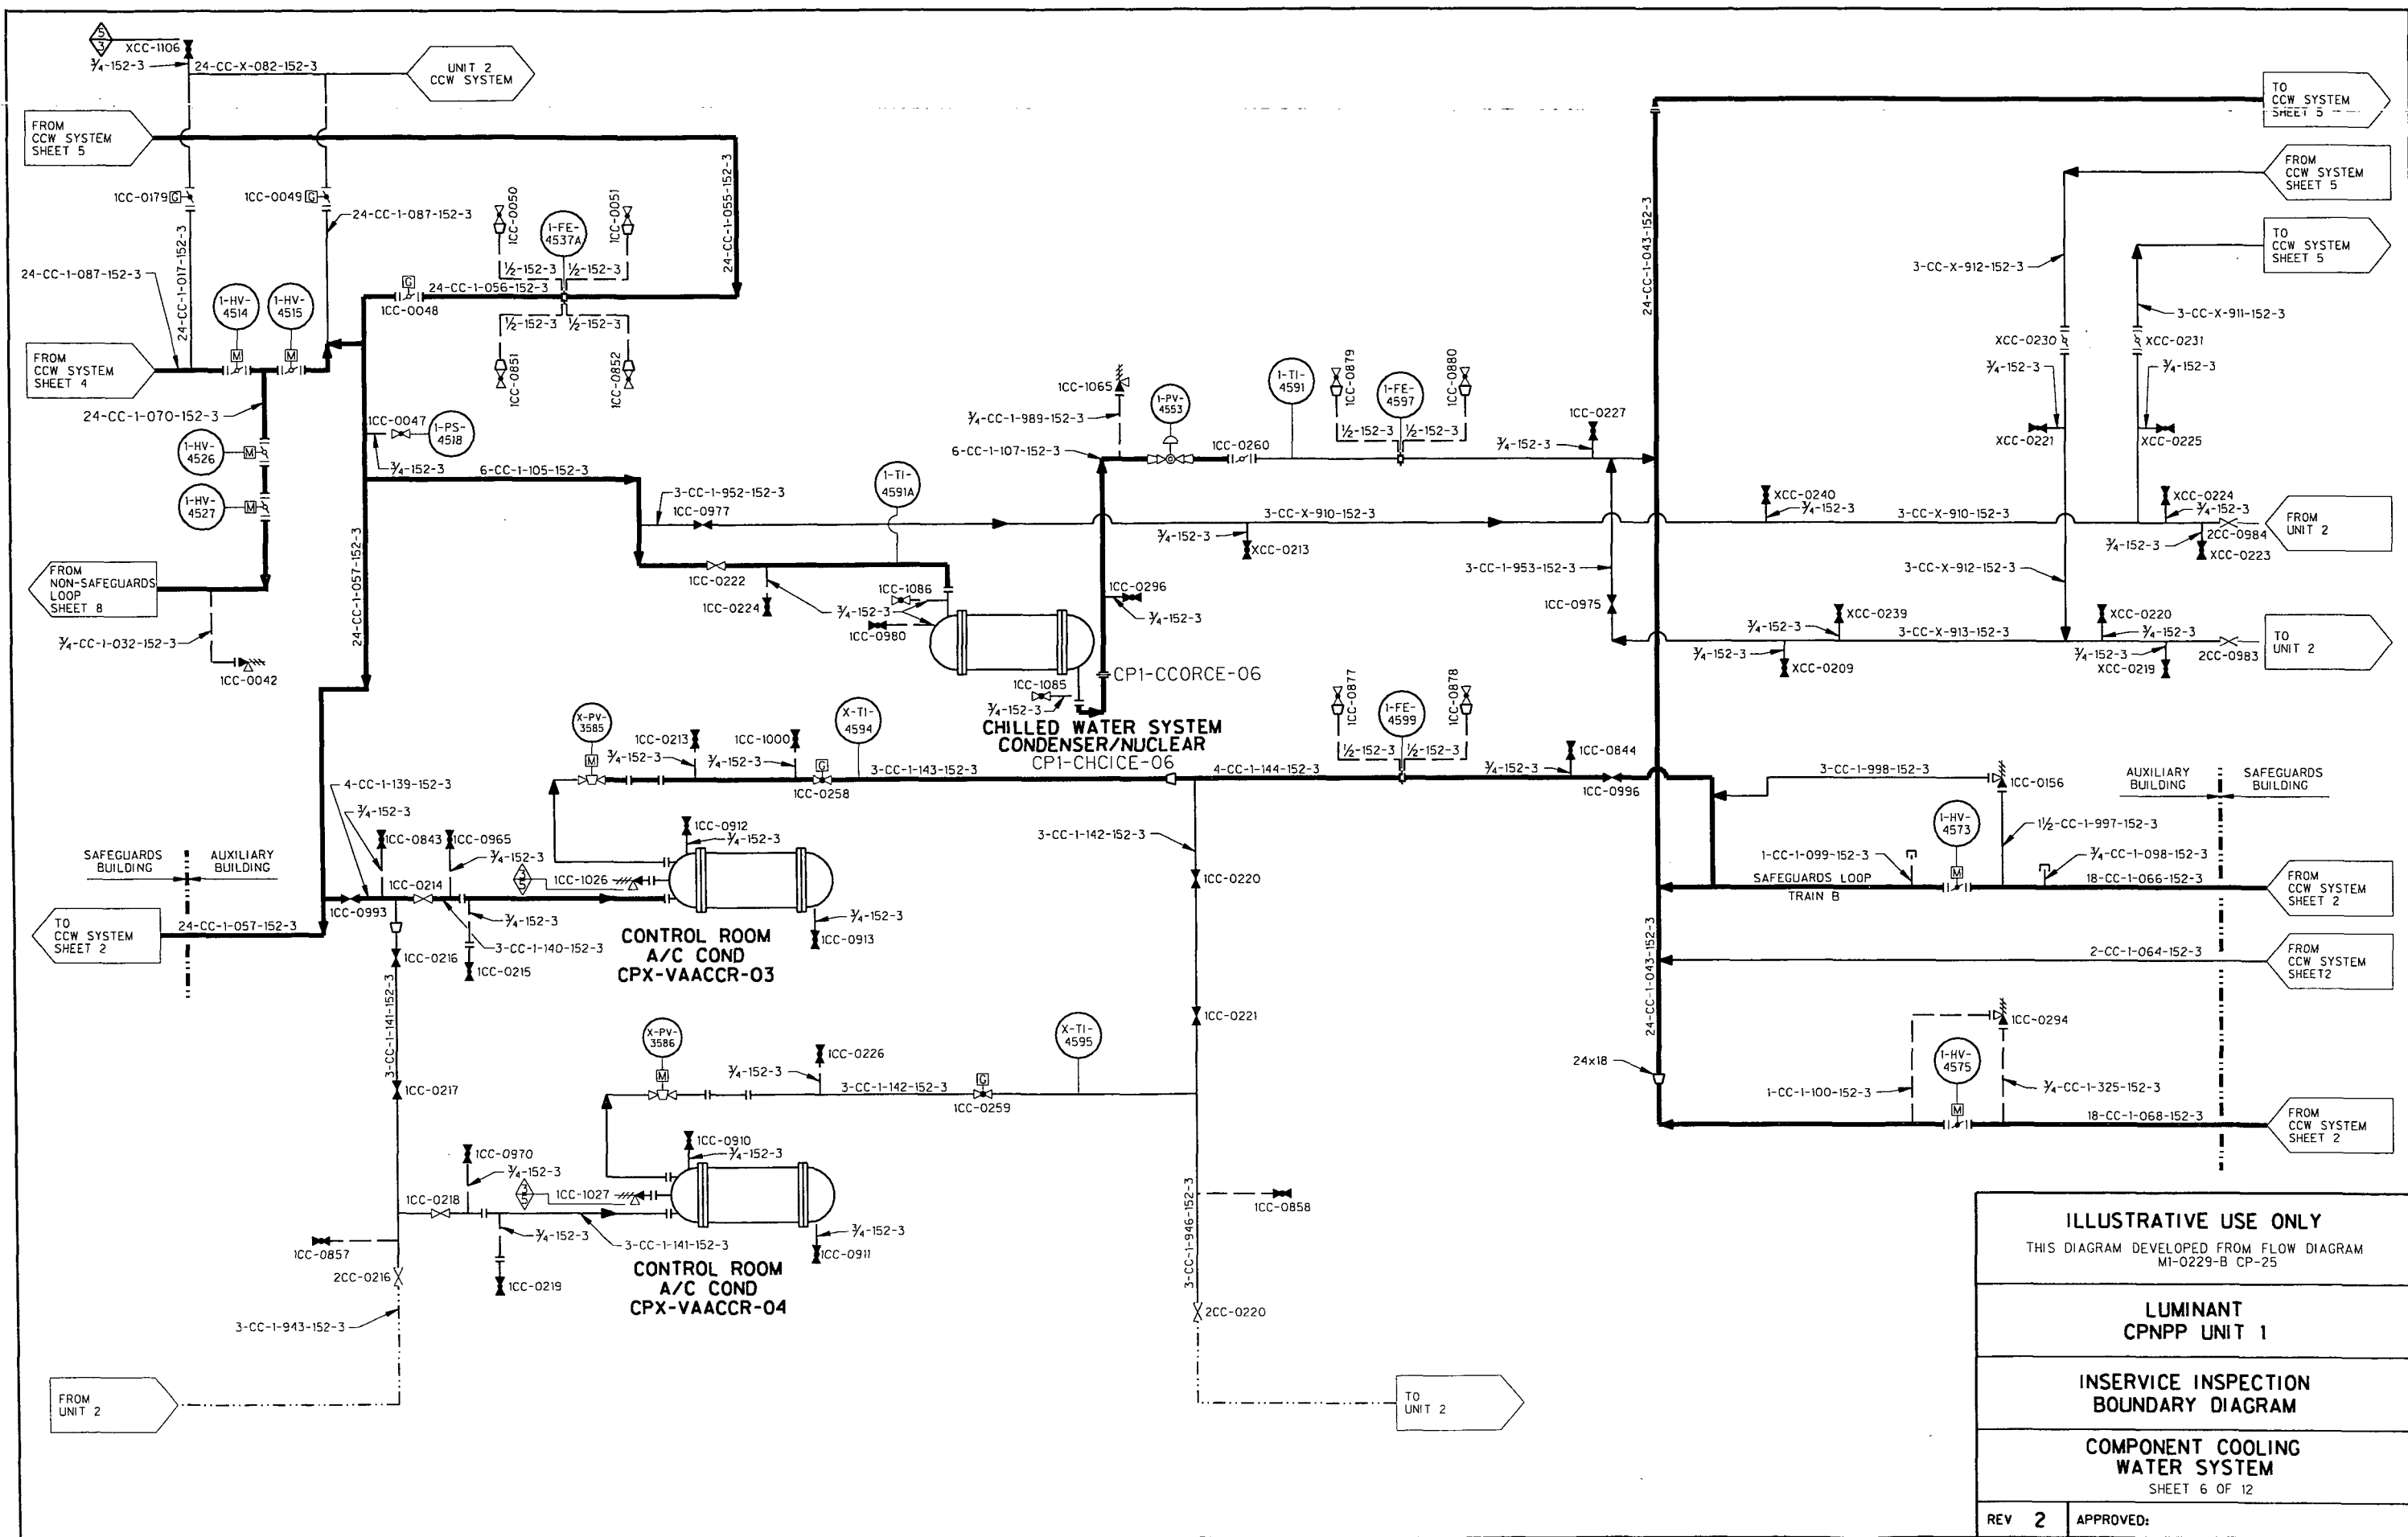 5
3
XCC-1106
¾-152-3
24-CC-X-082-152-3
UNIT 2
CCW SYSTEM
TO
CCW SYSTEM
SHEET 5
FROM
CCW SYSTEM
SHEET 5
FROM
CCW SYSTEM
SHEET 5
1CC-0179
G
1CC-0049
G
24-CC-1-087-152-3
1CC-0050
1CC-0051
1-FE-
4537A
24-CC-1-055-152-3
24-CC-1-043-152-3
TO
CCW SYSTEM
SHEET 5
3-CC-X-912-152-3
3-CC-X-911-152-3
24-CC-1-087-152-3
24-CC-1-017-152-3
½-152-3
½-152-3
24-CC-1-056-152-3
G
1CC-0048
½-152-3
½-152-3
1-HV-
4514
1-HV-
4515
M
M
1CC-0851
1CC-0852
FROM
CCW SYSTEM
SHEET 4
XCC-0230
XCC-0231
¾-152-3
¾-152-3
XCC-0221
XCC-0225
24-CC-1-070-152-3
1CC-0047
1-PS-
4518
¾-152-3
1CC-1065
¾-CC-1-989-152-3
1-PV-
4553
1-TI-
4591
1CC-0879
1CC-0880
1-FE-
4597
½-152-3
½-152-3
1CC-0227
¾-152-3
1CC-0260
6-CC-1-107-152-3
1-HV-
4526
M
1-HV-
4527
M
6-CC-1-105-152-3
3-CC-1-952-152-3
1CC-0977
1-TI-
4591A
3-CC-X-910-152-3
¾-152-3
XCC-0213
XCC-0240
¾-152-3
3-CC-X-910-152-3
XCC-0224
¾-152-3
2CC-0984
¾-152-3
XCC-0223
FROM
UNIT 2
24-CC-1-057-152-3
FROM
NON-SAFEGUARDS
LOOP
SHEET 8
¾-CC-1-032-152-3
1CC-0042
1CC-0222
1CC-0224
1CC-1086
¾-152-3
1CC-0980
1CC-0296
¾-152-3
3-CC-1-953-152-3
1CC-0975
3-CC-X-912-152-3
XCC-0239
¾-152-3
3-CC-X-913-152-3
XCC-0220
¾-152-3
¾-152-3
XCC-0209
¾-152-3
XCC-0219
2CC-0983
TO
UNIT 2
CP1-CCORCE-06
1CC-1085
¾-152-3
CHILLED WATER SYSTEM
CONDENSER/NUCLEAR
CP1-CHCICE-06
X-PV-
3585
M
1CC-0213
¾-152-3
1CC-1000
¾-152-3
X-TI-
4594
G
1CC-0258
3-CC-1-143-152-3
4-CC-1-144-152-3
1CC-0877
1CC-0878
1-FE-
4599
½-152-3
½-152-3
1CC-0844
¾-152-3
1CC-0996
3-CC-1-998-152-3
1CC-0156
AUXILIARY
BUILDING
SAFEGUARDS
BUILDING
4-CC-1-139-152-3
¾-152-3
1CC-0843
1CC-0965
¾-152-3
1CC-0912
¾-152-3
3-CC-1-142-152-3
1-HV-
4573
M
1½-CC-1-997-152-3
1-CC-1-099-152-3
¾-CC-1-098-152-3
SAFEGUARDS LOOP
TRAIN B
18-CC-1-066-152-3
FROM
CCW SYSTEM
SHEET 2
SAFEGUARDS
BUILDING
AUXILIARY
BUILDING
1CC-0214
3
5
1CC-1026
1CC-0220
1CC-0993
TO
CCW SYSTEM
SHEET 2
24-CC-1-057-152-3
¾-152-3
3-CC-1-140-152-3
1CC-0215
1CC-0216
¾-152-3
1CC-0913
CONTROL ROOM
A/C COND
CPX-VAACCR-03
24-CC-1-043-152-3
2-CC-1-064-152-3
FROM
CCW SYSTEM
SHEET2
3-CC-1-141-152-3
X-PV-
3586
M
1CC-0226
¾-152-3
3-CC-1-142-152-3
G
1CC-0259
X-TI-
4595
1CC-0221
1CC-0294
24x18
1-HV-
4575
M
1-CC-1-100-152-3
¾-CC-1-325-152-3
18-CC-1-068-152-3
FROM
CCW SYSTEM
SHEET 2
1CC-0217
1CC-0970
¾-152-3
1CC-0910
¾-152-3
1CC-0218
3
5
1CC-1027
¾-152-3
3-CC-1-141-152-3
1CC-0219
¾-152-3
1CC-0911
1CC-0857
2CC-0216
3-CC-1-943-152-3
CONTROL ROOM
A/C COND
CPX-VAACCR-04
3-CC-1-946-152-3
1CC-0858
2CC-0220
FROM
UNIT 2
TO
UNIT 2
ILLUSTRATIVE USE ONLY
THIS DIAGRAM DEVELOPED FROM FLOW DIAGRAM
M1-0229-B CP-25
LUMINANT
CPNPP UNIT 1
INSERVICE INSPECTION
BOUNDARY DIAGRAM
COMPONENT COOLING
WATER SYSTEM
SHEET 6 OF 12
REV 2
APPROVED: